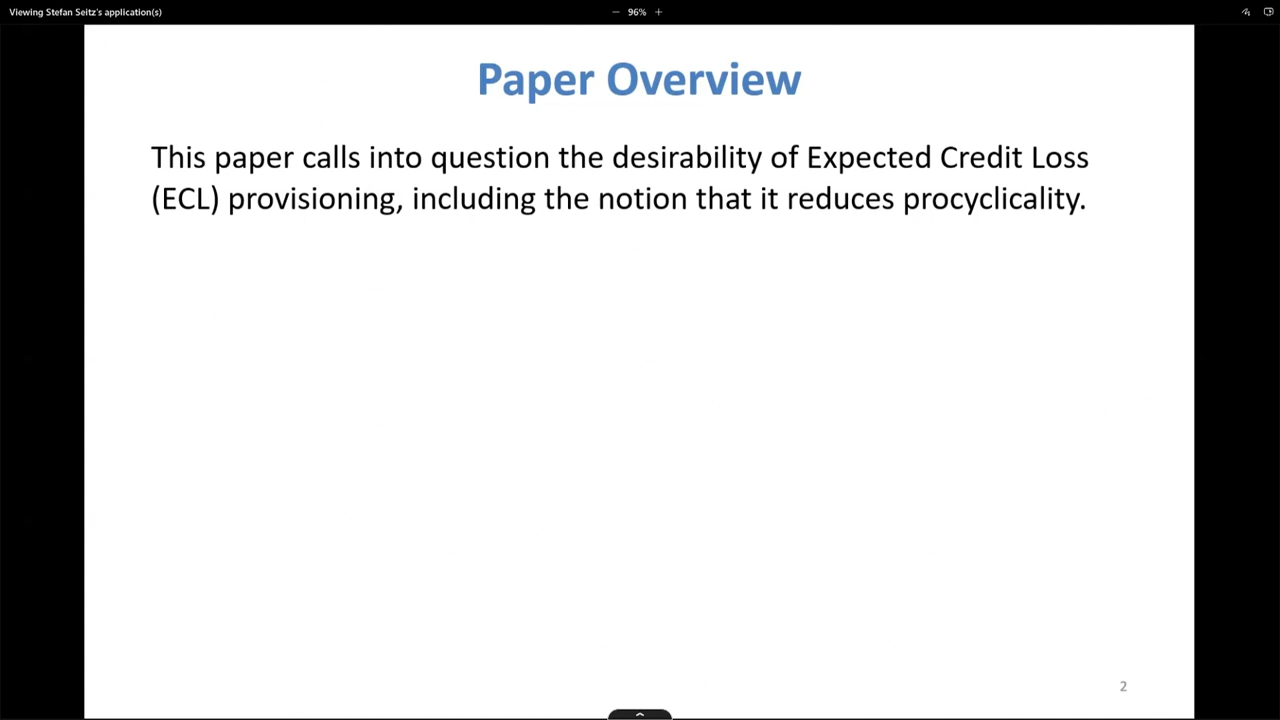 Viewing Stefan Seitz's application(s)
96%
Paper Overview
This paper calls into question the desirability of Expected Credit Loss
(ECL) provisioning, including the notion that it reduces procyclicality.
2